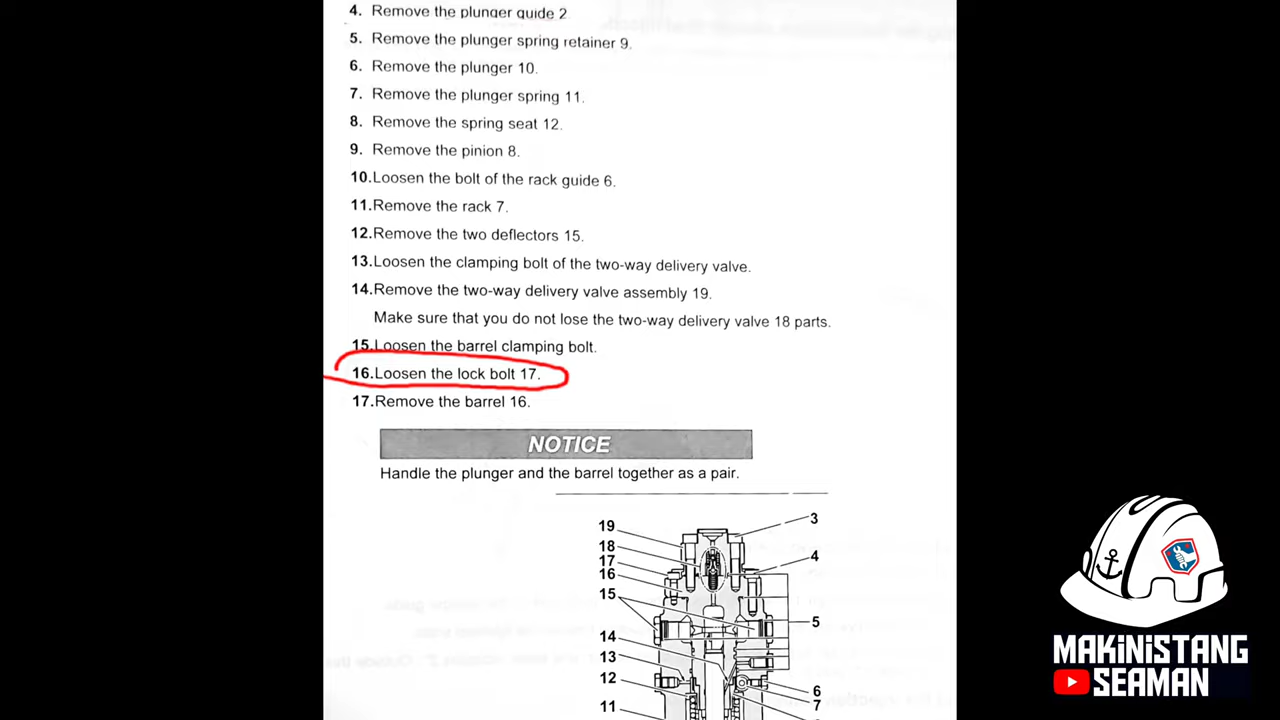 4. Remove the plunger guide 2
5. Remove the plunger spring retainer 9.
6. Remove the plunger 10.
7. Remove the plunger spring 11.
8. Remove the spring seat 12.
9. Remove the pinion 8.
10.Loosen the bolt of the rack guide 6.
11.Remove the rack 7.
12.Remove the two deflectors 15.
13.Loosen the clamping bolt of the two-way delivery valve.
14.Remove the two-way delivery valve assembly 19.
Make sure that you do not lose the two-way delivery valve 18 parts.
15.Loosen the barrel clamping bolt.
16.Loosen the lock bolt 17.
17.Remove the barrel 16.
NOTICE
Handle the plunger and the barrel together as a pair.
19
3
18
4
17
16
15
5
14
13
12
6
7
11
MAKINISTANG
SEAMAN